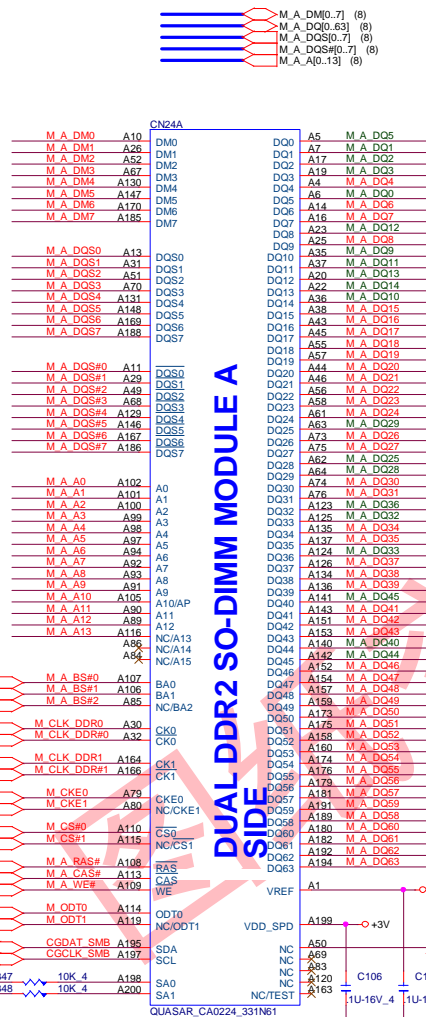 M_A_DM[0..7] (8)
M_A_DQ[0..63] (8)
M_A_DQS[0..7] (8)
M_A_DQS#[0..7] (8)
M_A_A[0..13] (8)
CN24A
M_A_DM0 A10 DM0
M_A_DM1 A26 DM1
M_A_DM2 A52 DM2
M_A_DM3 A67 DM3
M_A_DM4 A130 DM4
M_A_DM5 A147 DM5
M_A_DM6 A170 DM6
M_A_DM7 A185 DM7
M_A_DQS0 A13 DQS0
M_A_DQS1 A31 DQS1
M_A_DQS2 A51 DQS2
M_A_DQS3 A70 DQS3
M_A_DQS4 A131 DQS4
M_A_DQS5 A148 DQS5
M_A_DQS6 A169 DQS6
M_A_DQS7 A188 DQS7
M_A_DQS#0 A11 DQS0
M_A_DQS#1 A29 DQS1
M_A_DQS#2 A49 DQS2
M_A_DQS#3 A68 DQS3
M_A_DQS#4 A129 DQS4
M_A_DQS#5 A146 DQS5
M_A_DQS#6 A167 DQS6
M_A_DQS#7 A186 DQS7
M_A_A0 A102 A0
M_A_A1 A101 A1
M_A_A2 A100 A2
M_A_A3 A99 A3
M_A_A4 A98 A4
M_A_A5 A97 A5
M_A_A6 A94 A6
M_A_A7 A92 A7
M_A_A8 A93 A8
M_A_A9 A91 A9
M_A_A10 A105 A10/AP
M_A_A11 A90 A11
M_A_A12 A89 A12
M_A_A13 A116 NC/A13
A86 NC/A14
A84 NC/A15
M_A_BS#0 A107 BA0
M_A_BS#1 A106 BA1
M_A_BS#2 A85 NC/BA2
M_CLK_DDR0 A30 CK0
M_CLK_DDR#0 A32 CK0
M_CLK_DDR1 A164 CK1
M_CLK_DDR#1 A166 CK1
M_CKE0 A79 CKE0
M_CKE1 A80 NC/CKE1
M_CS#0 A110 CS0
M_CS#1 A115 NC/CS1
M_A_RAS# A108 RAS
M_A_CAS# A113 CAS
M_A_WE# A109 WE
M_ODT0 A114 ODT0
M_ODT1 A119 NC/ODT1
CGDAT_SMB A195 SDA
CGCLK_SMB A197 SCL
347 10K_4 A198 SA0
348 10K_4 A200 SA1
DUAL DDR2 SO-DIMM MODULE A
SIDE
DQ0 A5 M_A_DQ5
DQ1 A7 M_A_DQ1
DQ2 A17 M_A_DQ2
DQ3 A19 M_A_DQ3
DQ4 A4 M_A_DQ4
DQ5 A6 M_A_DQ0
DQ6 A14 M_A_DQ6
DQ7 A16 M_A_DQ7
DQ8 A23 M_A_DQ12
DQ9 A25 M_A_DQ8
DQ10 A35 M_A_DQ9
DQ11 A37 M_A_DQ11
DQ12 A20 M_A_DQ13
DQ13 A22 M_A_DQ14
DQ14 A36 M_A_DQ10
DQ15 A38 M_A_DQ15
DQ16 A43 M_A_DQ16
DQ17 A45 M_A_DQ17
DQ18 A55 M_A_DQ18
DQ19 A57 M_A_DQ19
DQ20 A44 M_A_DQ20
DQ21 A46 M_A_DQ21
DQ22 A56 M_A_DQ22
DQ23 A58 M_A_DQ23
DQ24 A61 M_A_DQ24
DQ25 A63 M_A_DQ29
DQ26 A73 M_A_DQ26
DQ27 A75 M_A_DQ27
DQ28 A62 M_A_DQ25
DQ29 A64 M_A_DQ28
DQ30 A74 M_A_DQ30
DQ31 A76 M_A_DQ31
DQ32 A123 M_A_DQ36
DQ33 A125 M_A_DQ32
DQ34 A135 M_A_DQ34
DQ35 A137 M_A_DQ35
DQ36 A124 M_A_DQ33
DQ37 A126 M_A_DQ37
DQ38 A134 M_A_DQ38
DQ39 A136 M_A_DQ39
DQ40 A141 M_A_DQ45
DQ41 A143 M_A_DQ41
DQ42 A151 M_A_DQ42
DQ43 A153 M_A_DQ43
DQ44 A140 M_A_DQ40
DQ45 A142 M_A_DQ44
DQ46 A152 M_A_DQ46
DQ47 A154 M_A_DQ47
DQ48 A157 M_A_DQ48
DQ49 A159 M_A_DQ49
DQ50 A173 M_A_DQ50
DQ51 A175 M_A_DQ51
DQ52 A158 M_A_DQ52
DQ53 A160 M_A_DQ53
DQ54 A174 M_A_DQ54
DQ55 A176 M_A_DQ55
DQ56 A179 M_A_DQ56
DQ57 A181 M_A_DQ57
DQ58 A191 M_A_DQ59
DQ59 A189 M_A_DQ58
DQ60 A180 M_A_DQ60
DQ61 A182 M_A_DQ61
DQ62 A192 M_A_DQ62
DQ63 A194 M_A_DQ63
VREF A1
VDD_SPD A199 +3V
NC A50
NC A69
NC A83
NC A120
NC/TEST A163
C106
.1U-16V_4
C1
.1U-1
QUASAR_CA0224_331N61